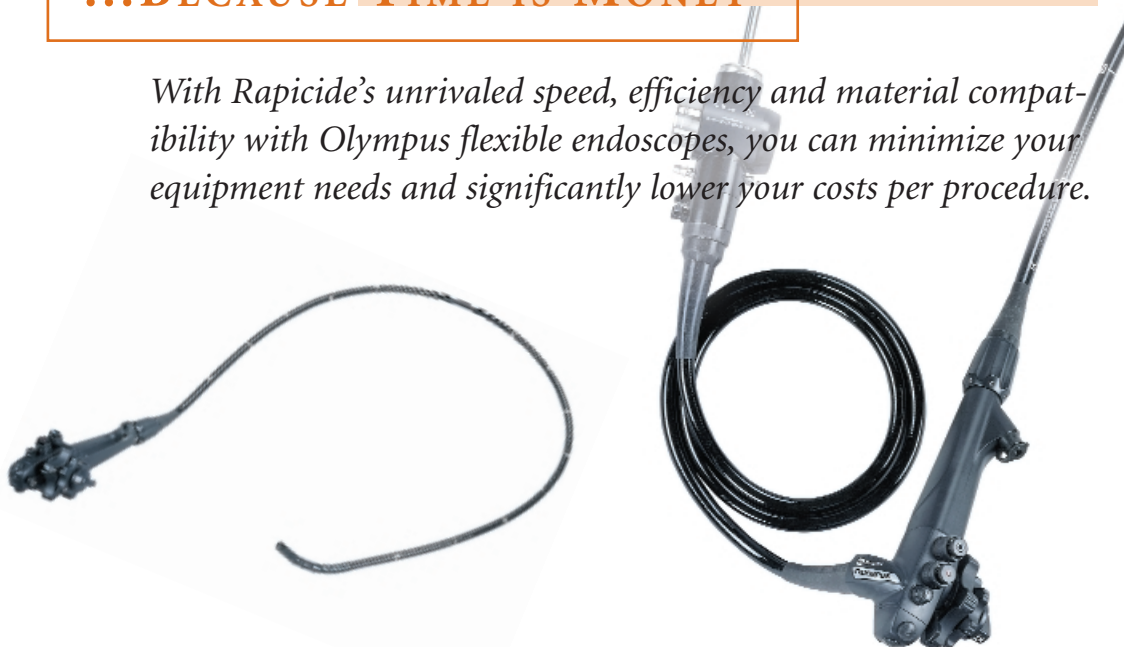 ...BECAUSE TIME IS MONEY
With Rapicide's unrivaled speed, efficiency and material compat-
ibility with Olympus flexible endoscopes, you can minimize your
equipment needs and significantly lower your costs per procedure.